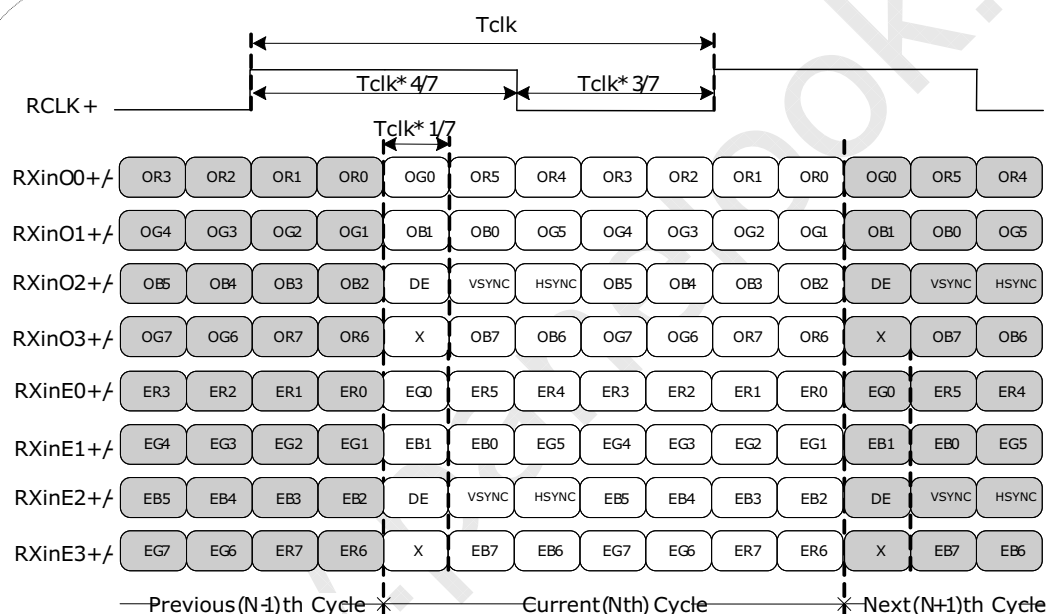 Tclk
Tclk*4/7
Tclk*3/7
RCLK+
Tclk*1/7
RXinO0+/- OR3 OR2 OR1 OR0 OG0 OR5 OR4 OR3 OR2 OR1 OR0 OG0 OR5 OR4
RXinO1+/- OG4 OG3 OG2 OG1 OB1 OB0 OG5 OG4 OG3 OG2 OG1 OB1 OB0 OG5
RXinO2+/- OB5 OB4 OB3 OB2 DE VSYNC HSYNC OB5 OB4 OB3 OB2 DE VSYNC HSYNC
RXinO3+/- OG7 OG6 OR7 OR6 X OB7 OB6 OG7 OG6 OR7 OR6 X OB7 OB6
RXinE0+/- ER3 ER2 ER1 ER0 EG0 ER5 ER4 ER3 ER2 ER1 ER0 EG0 ER5 ER4
RXinE1+/- EG4 EG3 EG2 EG1 EB1 EB0 EG5 EG4 EG3 EG2 EG1 EB1 EB0 EG5
RXinE2+/- EB5 EB4 EB3 EB2 DE VSYNC HSYNC EB5 EB4 EB3 EB2 DE VSYNC HSYNC
RXinE3+/- EG7 EG6 ER7 ER6 X EB7 EB6 EG7 EG6 ER7 ER6 X EB7 EB6
Previous(N-1)th Cycle Current(Nth) Cycle Next(N+1)th Cycle